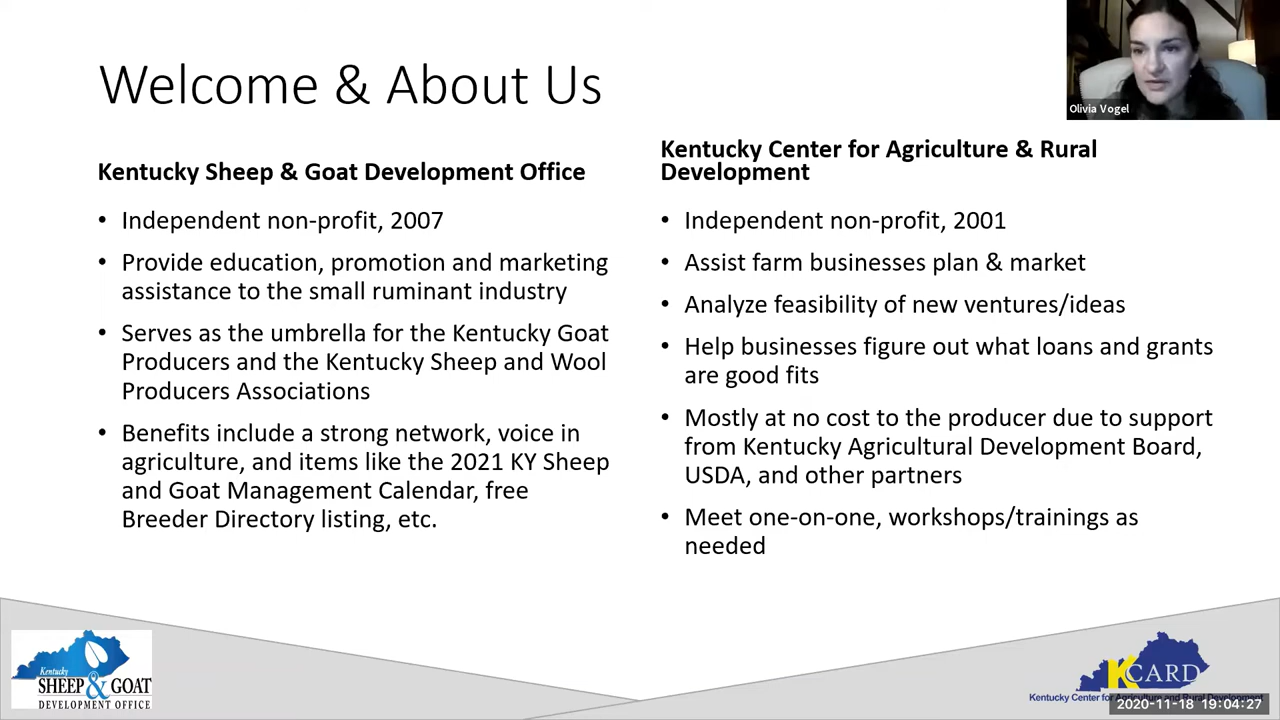 Welcome & About Us
Olivia Vogel
Kentucky Sheep & Goat Development Office
• Independent non-profit, 2007
• Provide education, promotion and marketing
assistance to the small ruminant industry
• Serves as the umbrella for the Kentucky Goat
Producers and the Kentucky Sheep and Wool
Producers Associations
• Benefits include a strong network, voice in
agriculture, and items like the 2021 KY Sheep
and Goat Management Calendar, free
Breeder Directory listing, etc.
Kentucky Center for Agriculture & Rural
Development
• Independent non-profit, 2001
• Assist farm businesses plan & market
• Analyze feasibility of new ventures/ideas
• Help businesses figure out what loans and grants
are good fits
• Mostly at no cost to the producer due to support
from Kentucky Agricultural Development Board,
USDA, and other partners
• Meet one-on-one, workshops/trainings as
needed
Kentucky
SHEEP & GOAT
DEVELOPMENT OFFICE
KCARD
Kentucky Center for Agriculture and Rural Development
2020-11-18 19:04:27